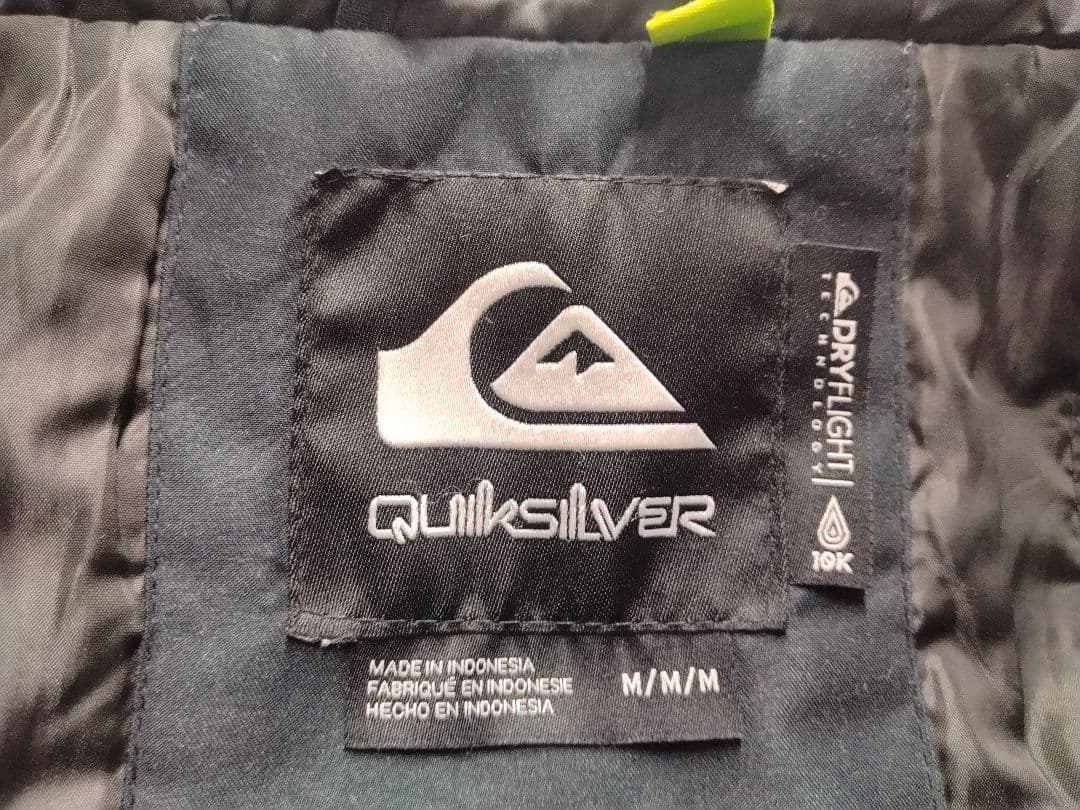 QUIKSILVER
DRYFLIGHT
TECHNOLOGY
10K
MADE IN INDONESIA
FABRIQUÉ EN INDONESIE
HECHO EN INDONESIA
M/M/M